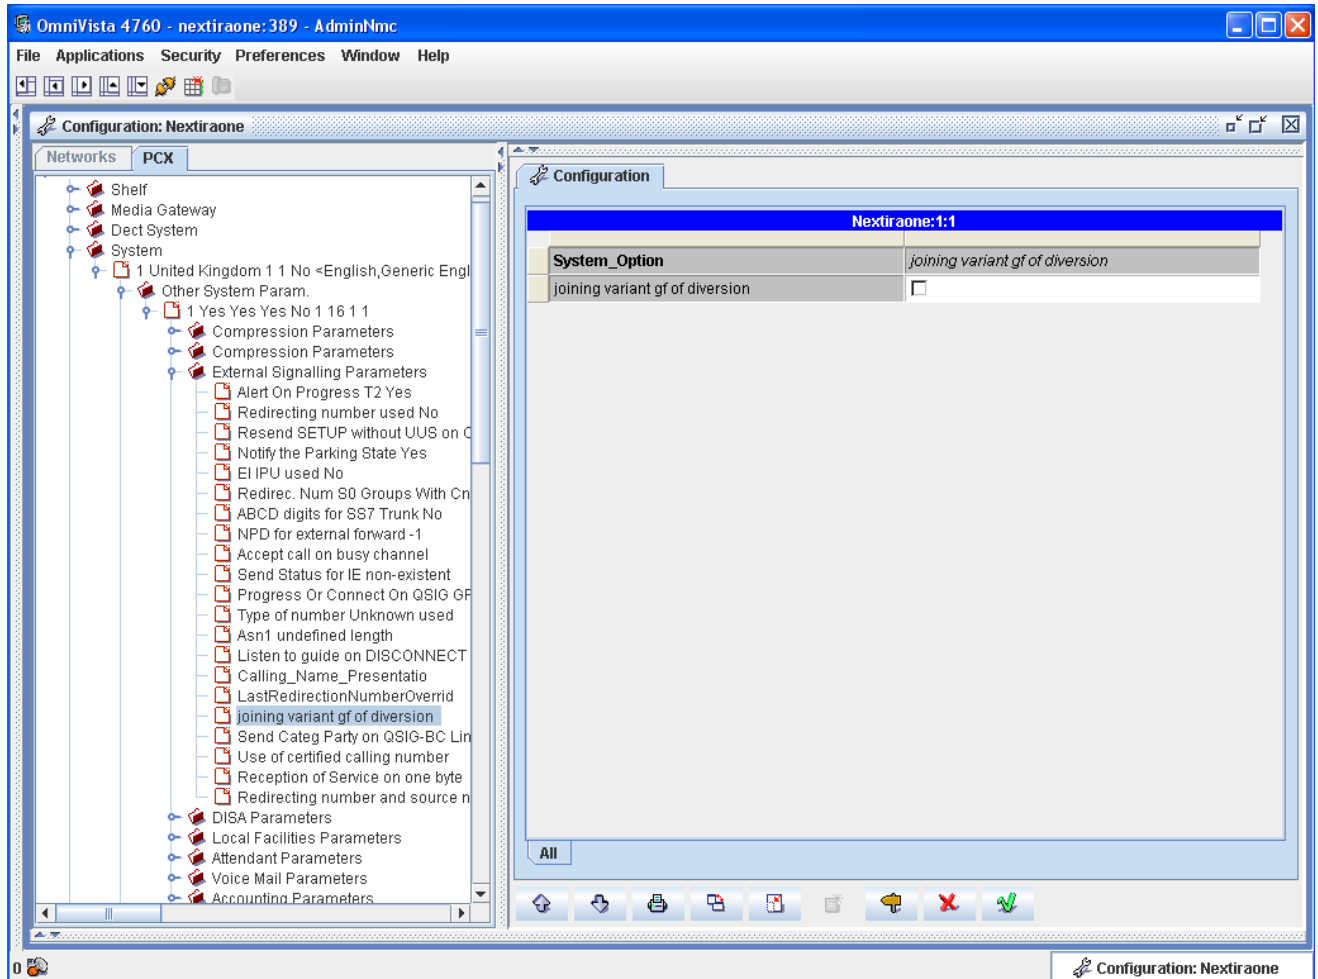 OmniVista 4760 - nextiraone:389 - AdminNmc
File Applications Security Preferences Window Help
Configuration: Nextiraone
Networks PCX
Shelf
Media Gateway
Dect System
System
1 United Kingdom 1 1 No <English,Generic Engl
Other System Param.
1 Yes Yes Yes No 1 16 1 1
Compression Parameters
Compression Parameters
External Signalling Parameters
Alert On Progress T2 Yes
Redirecting number used No
Resend SETUP without UUS on C
Notify the Parking State Yes
EI IPU used No
Redirec. Num S0 Groups With Cn
ABCD digits for SS7 Trunk No
NPD for external forward -1
Accept call on busy channel
Send Status for IE non-existent
Progress Or Connect On QSIG GF
Type of number Unknown used
Asn1 undefined length
Listen to guide on DISCONNECT
Calling_Name_Presentatio
LastRedirectionNumberOverrid
joining variant gf of diversion
Send Categ Party on QSIG-BC Lin
Use of certified calling number
Reception of Service on one byte
Redirecting number and source n
DISA Parameters
Local Facilities Parameters
Attendant Parameters
Voice Mail Parameters
Accounting Parameters
Configuration
Nextiraone:1:1
System_Option joining variant gf of diversion
joining variant gf of diversion
All
0
Configuration: Nextiraone